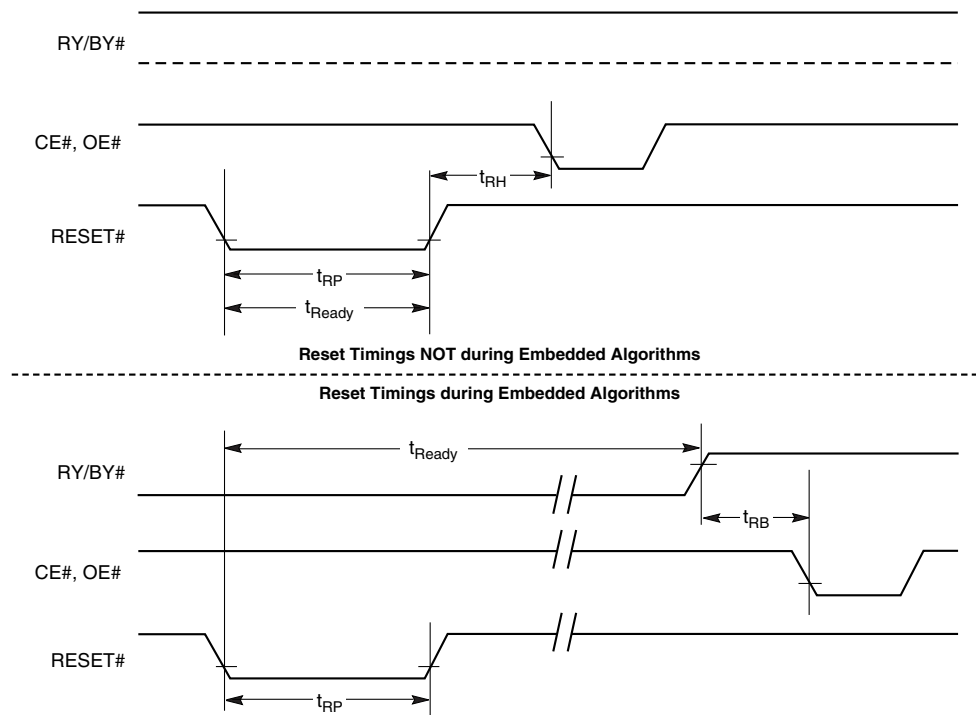 RY/BY#
CE#, OE#
tRH
RESET#
tRP
tReady
Reset Timings NOT during Embedded Algorithms
Reset Timings during Embedded Algorithms
tReady
RY/BY#
tRB
CE#, OE#
RESET#
tRP